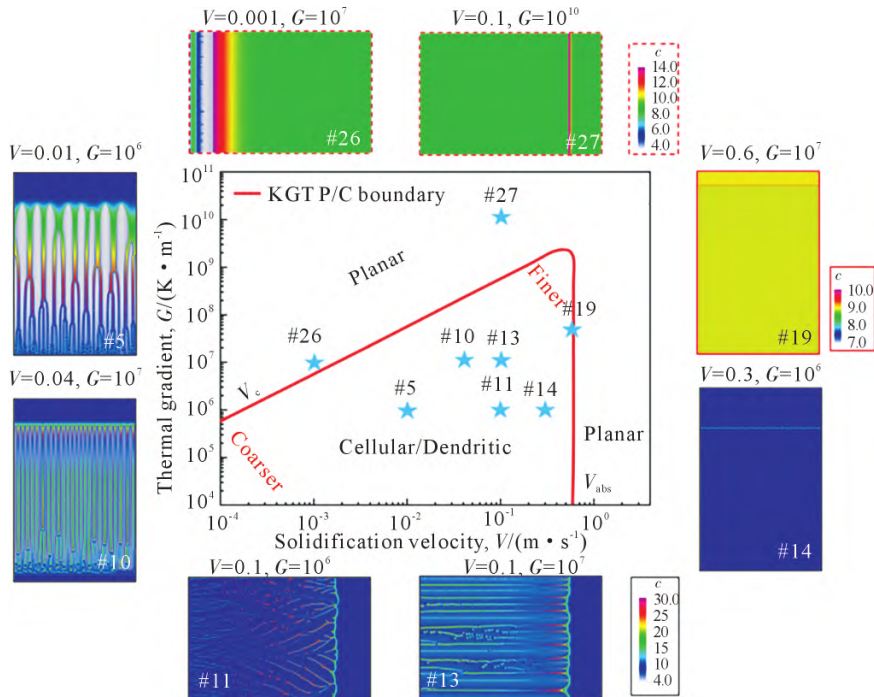 V=0.001, G=10⁷
V=0.1, G=10¹⁰
#26
#27
c
14.0
12.0
10.0
8.0
6.0
4.0
V=0.01, G=10⁶
#5
V=0.04, G=10⁷
#10
Thermal gradient, G/(K • m⁻¹)
10¹¹
10¹⁰
10⁹
10⁸
10⁷
10⁶
10⁵
10⁴
KGT P/C boundary
#27
Planar
Finer
#19
#26
#10
#13
V꜀
#5
#11
#14
Coarser
Cellular/Dendritic
Planar
Vabs
10⁻⁴
10⁻³
10⁻²
10⁻¹
10⁰
Solidification velocity, V/(m • s⁻¹)
V=0.6, G=10⁷
c
10.0
9.0
8.0
7.0
#19
V=0.3, G=10⁶
#14
V=0.1, G=10⁶
#11
V=0.1, G=10⁷
#13
c
30.0
25.0
20.0
15.0
10.0
4.0